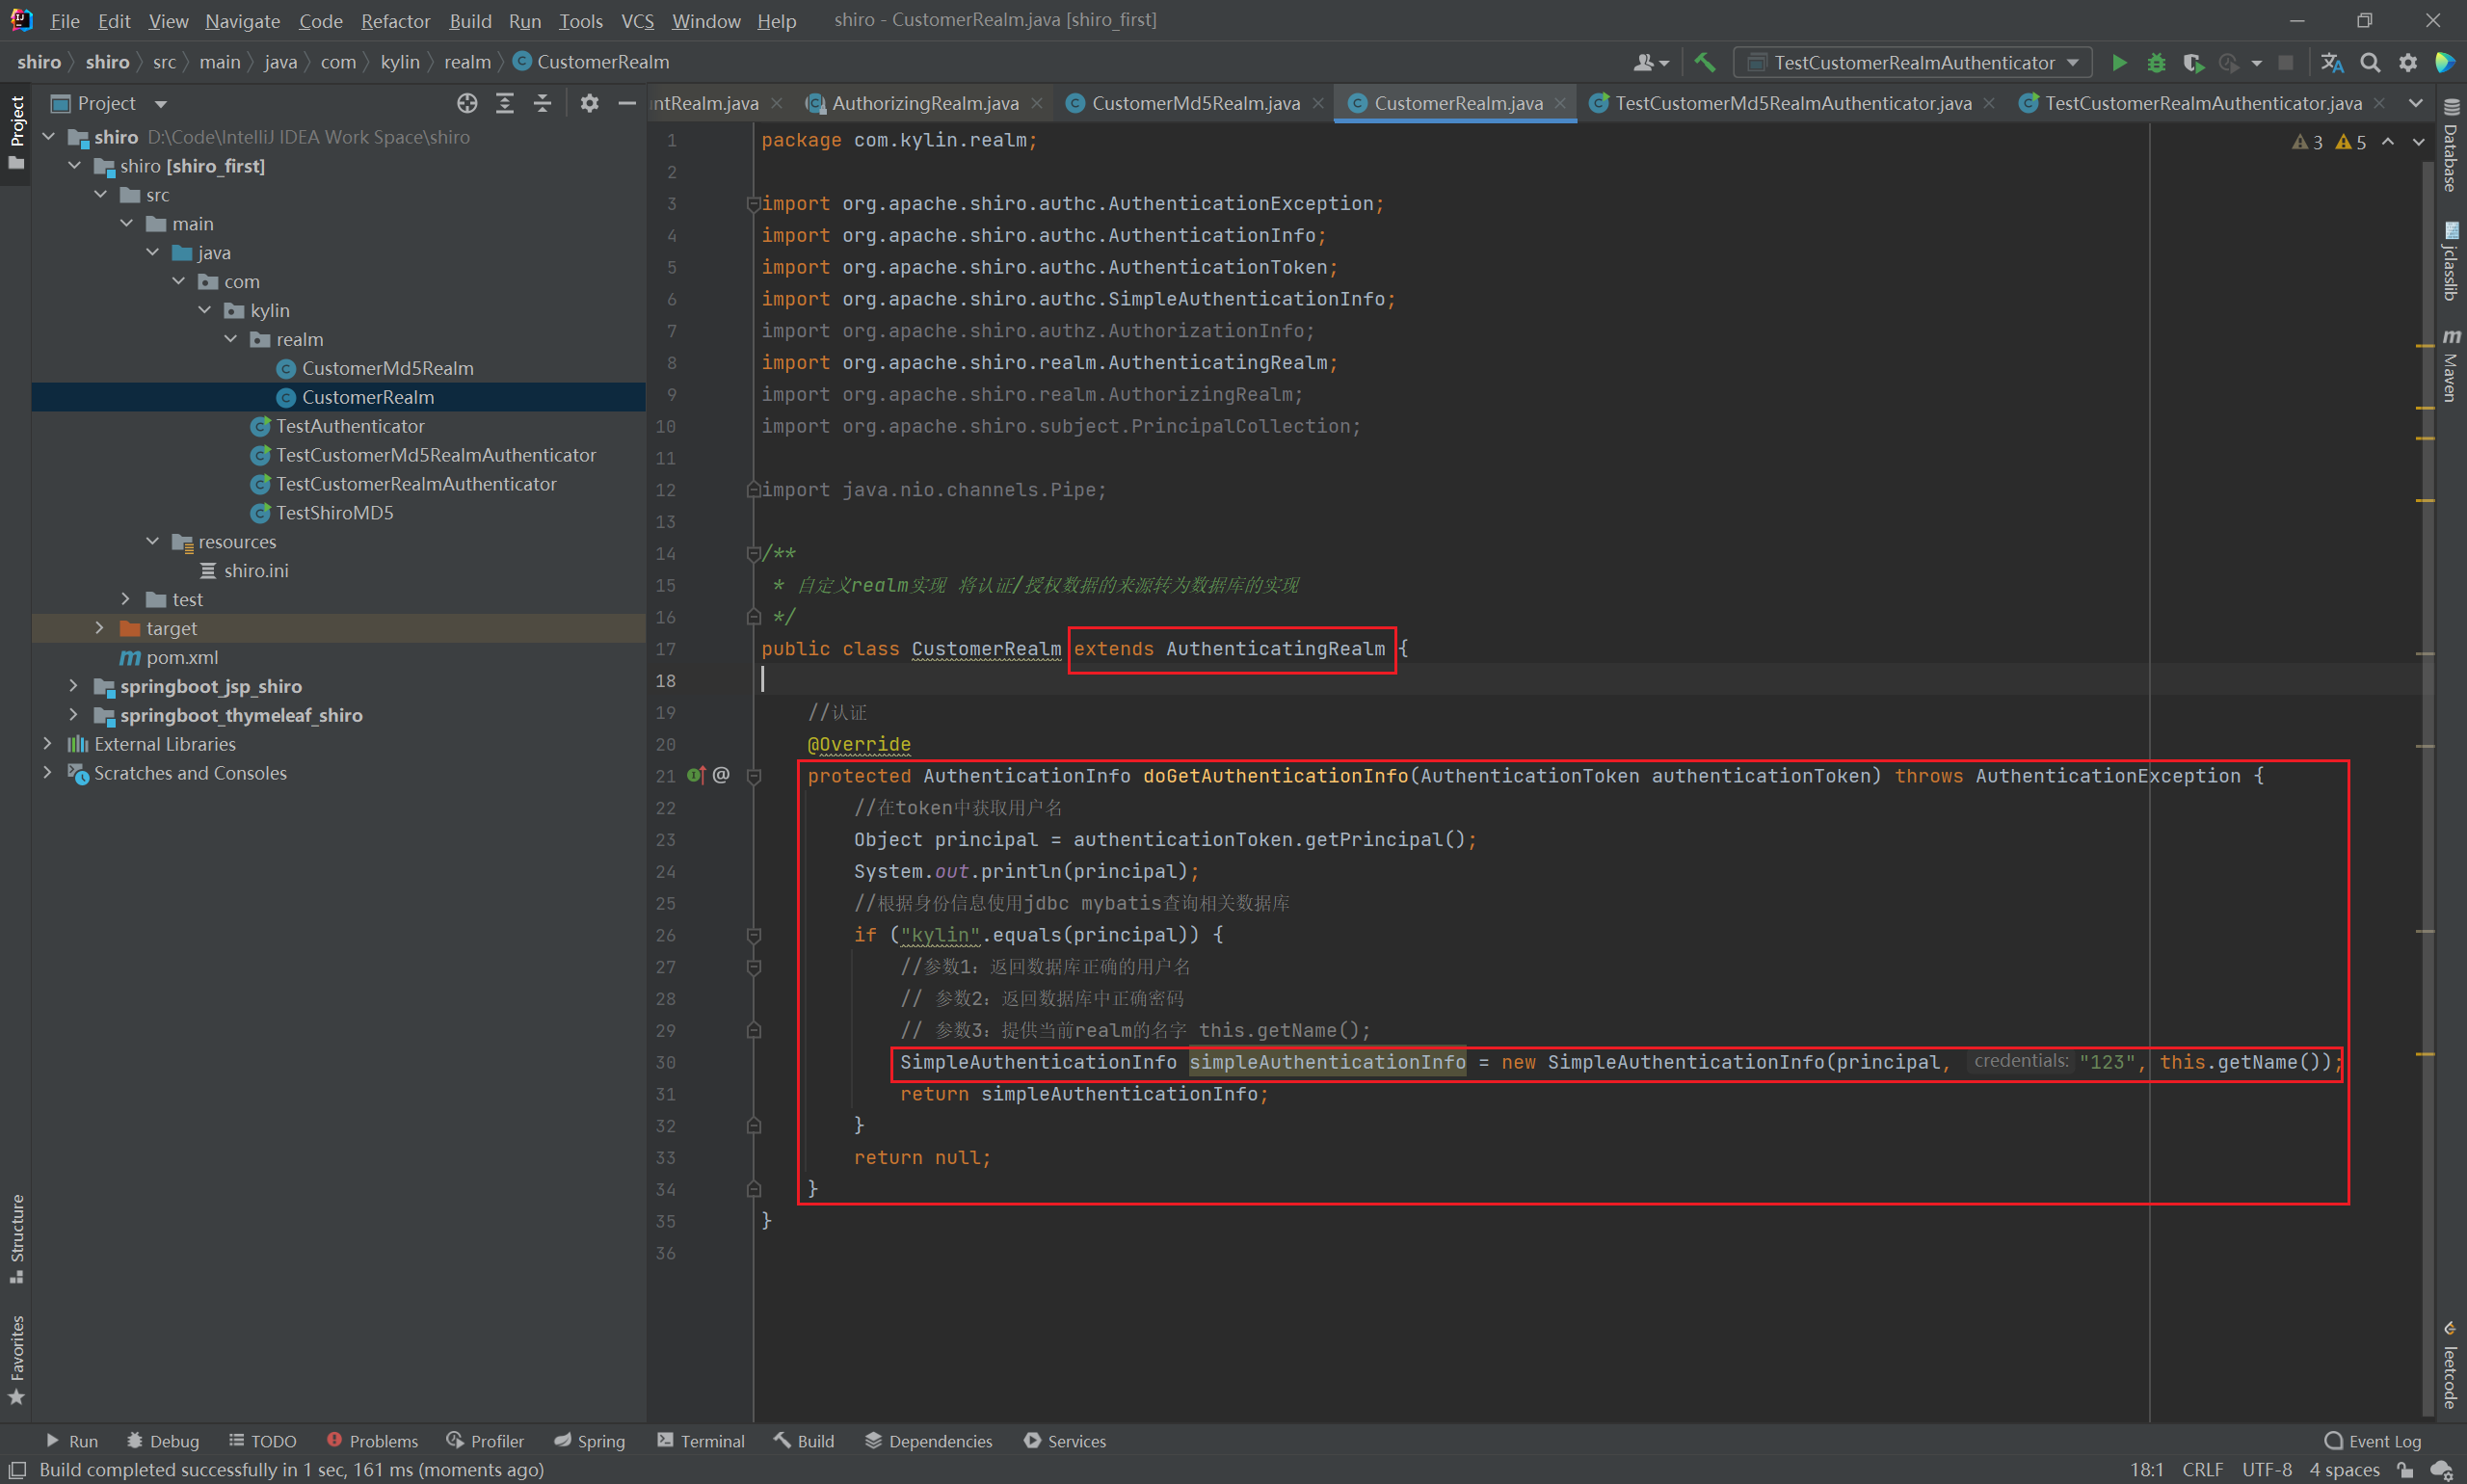 File Edit View Navigate Code Refactor Build Run Tools VCS Window Help shiro - CustomerRealm.java [shiro_first]
shiro shiro src main java com kylin realm CustomerRealm TestCustomerRealmAuthenticator
Project
Project
ntRealm.java AuthorizingRealm.java CustomerMd5Realm.java CustomerRealm.java TestCustomerMd5RealmAuthenticator.java TestCustomerRealmAuthenticator.java
shiro D:\Code\IntelliJ IDEA Work Space\shiro
shiro [shiro_first]
src
main
java
com
kylin
realm
CustomerMd5Realm
CustomerRealm
TestAuthenticator
TestCustomerMd5RealmAuthenticator
TestCustomerRealmAuthenticator
TestShiroMD5
resources
shiro.ini
test
target
pom.xml
springboot_jsp_shiro
springboot_thymeleaf_shiro
External Libraries
Scratches and Consoles
Structure
Favorites
3 5
1 package com.kylin.realm;
2
3 import org.apache.shiro.authc.AuthenticationException;
4 import org.apache.shiro.authc.AuthenticationInfo;
5 import org.apache.shiro.authc.AuthenticationToken;
6 import org.apache.shiro.authc.SimpleAuthenticationInfo;
7 import org.apache.shiro.authz.AuthorizationInfo;
8 import org.apache.shiro.realm.AuthenticatingRealm;
9 import org.apache.shiro.realm.AuthorizingRealm;
10 import org.apache.shiro.subject.PrincipalCollection;
11
12 import java.nio.channels.Pipe;
13
14 /**
15 * 自定义realm实现 将认证/授权数据的来源转为数据库的实现
16 */
17 public class CustomerRealm extends AuthenticatingRealm {
18
19 //认证
20 @Override
21 @ protected AuthenticationInfo doGetAuthenticationInfo(AuthenticationToken authenticationToken) throws AuthenticationException {
22 //在token中获取用户名
23 Object principal = authenticationToken.getPrincipal();
24 System.out.println(principal);
25 //根据身份信息使用jdbc mybatis查询相关数据库
26 if ("kylin".equals(principal)) {
27 //参数1：返回数据库正确的用户名
28 // 参数2：返回数据库中正确密码
29 // 参数3：提供当前realm的名字 this.getName();
30 SimpleAuthenticationInfo simpleAuthenticationInfo = new SimpleAuthenticationInfo(principal, credentials: "123", this.getName());
31 return simpleAuthenticationInfo;
32 }
33 return null;
34 }
35 }
36
Database
jclasslib
Maven
leetcode
Run Debug TODO Problems Profiler Spring Terminal Build Dependencies Services Event Log
Build completed successfully in 1 sec, 161 ms (moments ago) 18:1 CRLF UTF-8 4 spaces